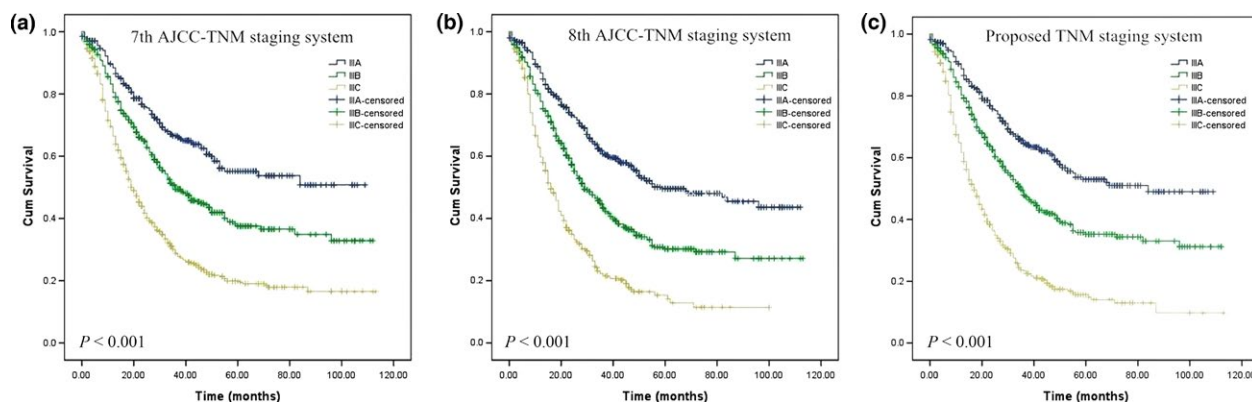 (a)
7th AJCC-TNM staging system
IIA
IIB
IIC
IIA-censored
IIB-censored
IIC-censored
Cum Survival
1.0
0.8
0.6
0.4
0.2
0.0
P < 0.001
0.00 20.00 40.00 60.00 80.00 100.00 120.00
Time (months)
(b)
8th AJCC-TNM staging system
IIA
IIB
IIC
IIA-censored
IIB-censored
IIC-censored
Cum Survival
1.0
0.8
0.6
0.4
0.2
0.0
P < 0.001
0.00 20.00 40.00 60.00 80.00 100.00 120.00
Time (months)
(c)
Proposed TNM staging system
IIA
IIB
IIC
IIA-censored
IIB-censored
IIC-censored
Cum Survival
1.0
0.8
0.6
0.4
0.2
0.0
P < 0.001
0.00 20.00 40.00 60.00 80.00 100.00 120.00
Time (months)